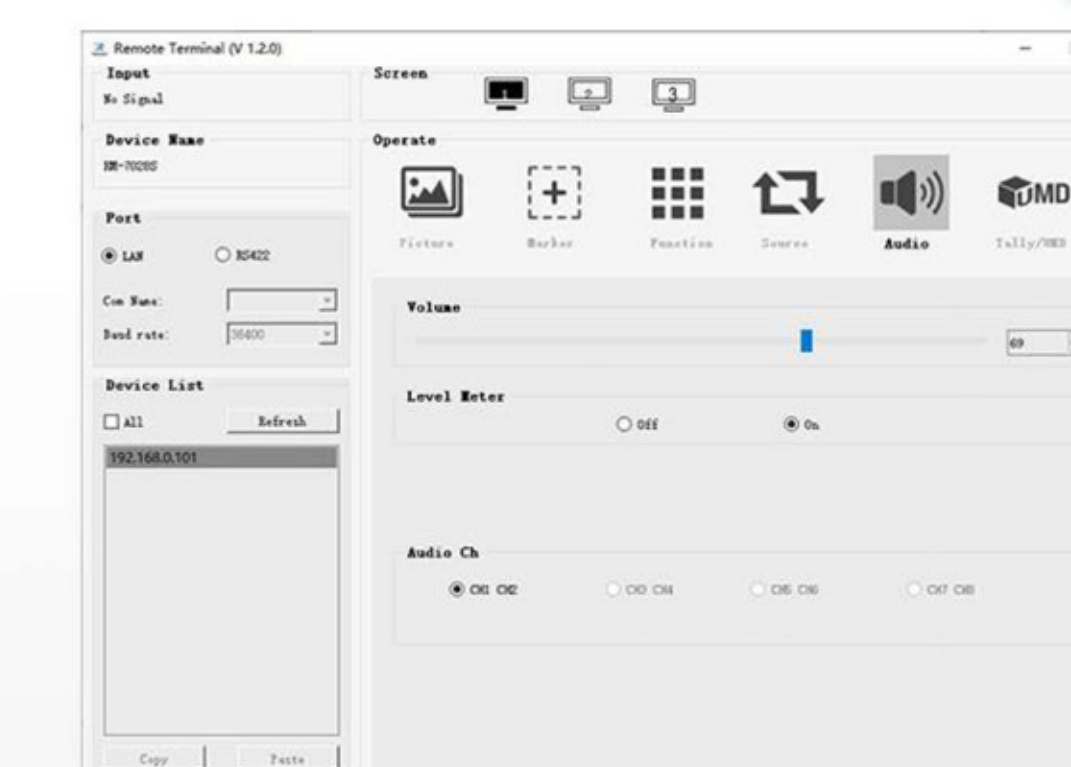 Remote Terminal (V 1.2.0)
Input
No Signal
Screen
1
2
3
Device Name
Operate
Picture
Marker
Function
Source
Audio
UMD
Tally/UMD
Port
LAN
RS422
Com Name:
Baud rate:
Volume
69
Device List
All
Refresh
192.168.0.101
Level Meter
Off
On
Audio Ch
CH1 CH2
CH3 CH4
CH5 CH6
CH7 CH8
Copy
Paste